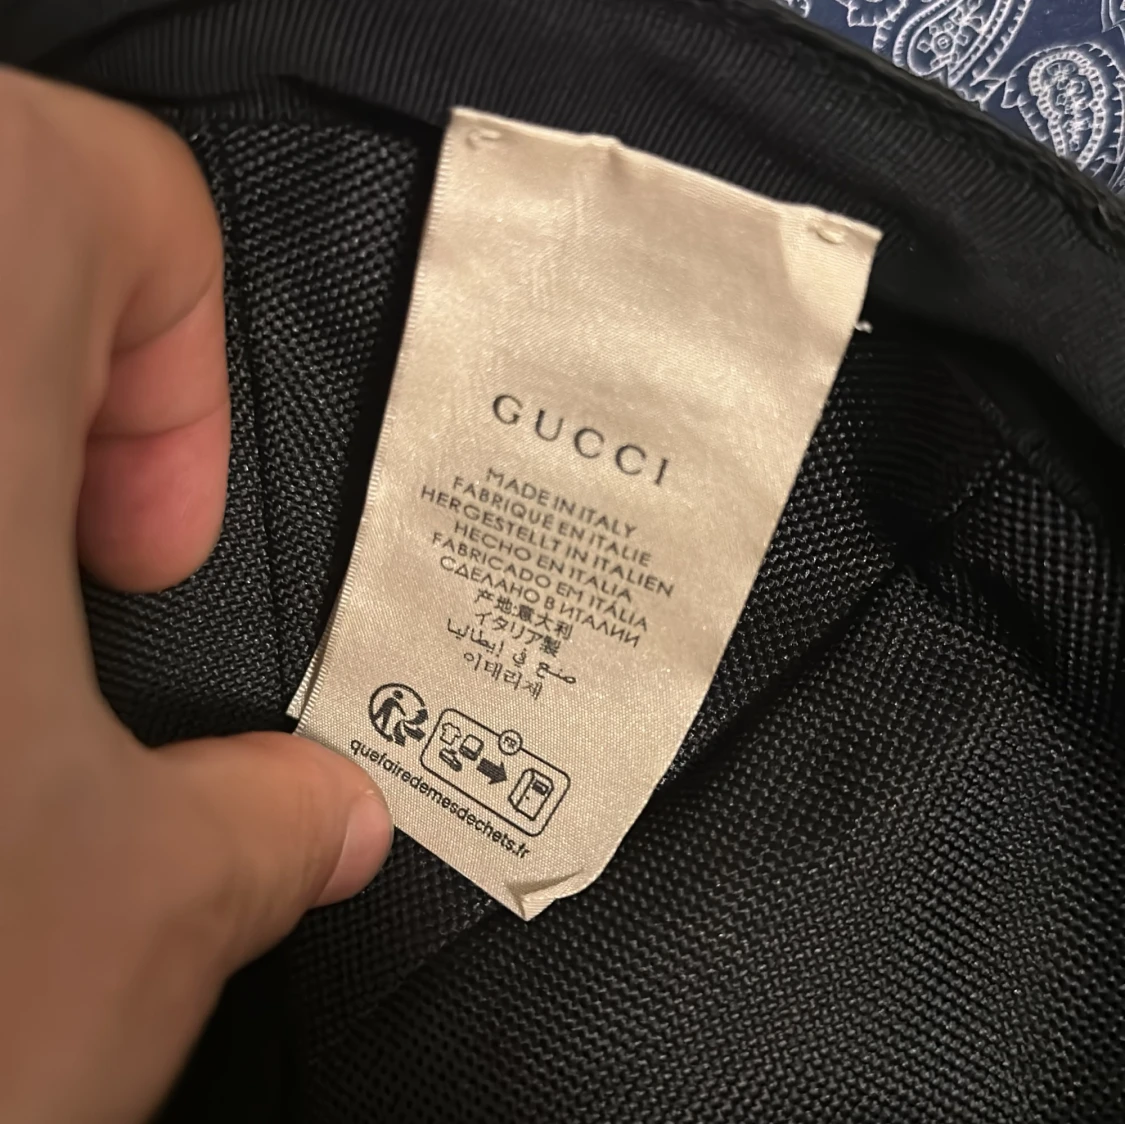 GUCCI
MADE IN ITALY
FABRIQUÉ EN ITALIE
HERGESTELLT IN ITALIEN
HECHO EN ITALIA
FABRICADO EM ITÁLIA
СДЕЛАНО В ИТАЛИИ
产地:意大利
イタリア製
صنع في إيطاليا
이태리제
FR
quefairedemesdechets.fr